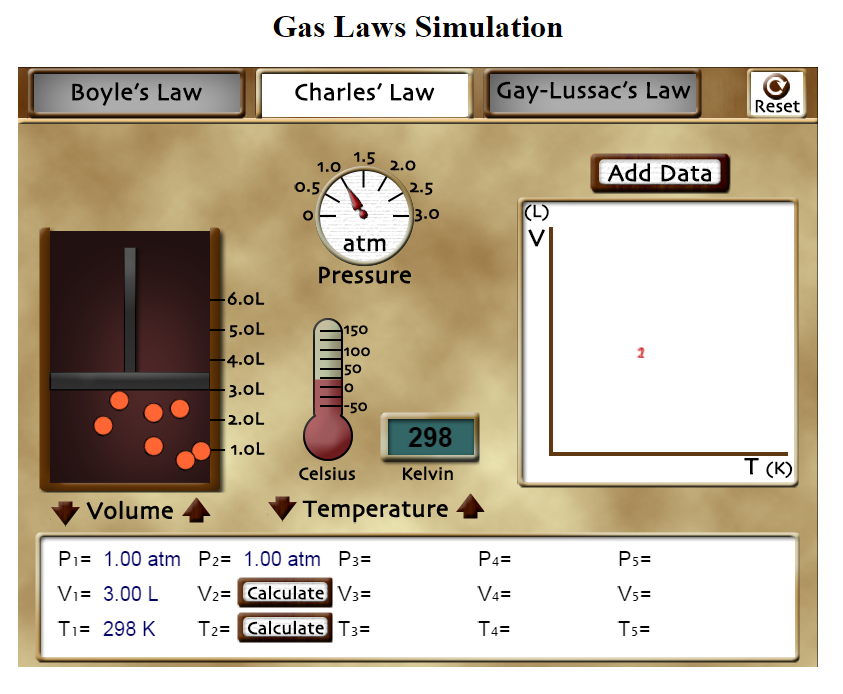 Gas Laws Simulation
Boyle's Law
Charles' Law
Gay-Lussac's Law
Reset
0
0.5
1.0
1.5
2.0
2.5
3.0
atm
Pressure
Add Data
(L)
V
T (K)
6.0L
5.0L
4.0L
3.0L
2.0L
1.0L
150
100
50
0
-50
Celsius
298
Kelvin
Volume
Temperature
P1= 1.00 atm P2= 1.00 atm P3= P4= P5=
V1= 3.00 L V2= Calculate V3= V4= V5=
T1= 298 K T2= Calculate T3= T4= T5=